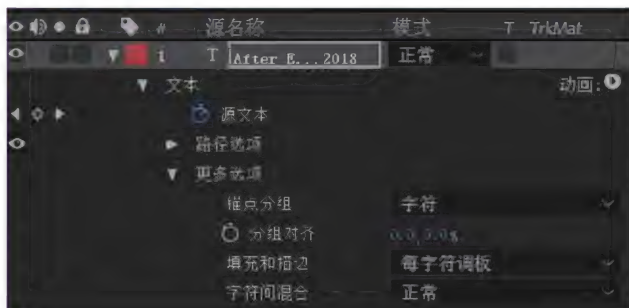 # 源名称 模式 T TrkMat
1 T After E...2018 正常
文本 动画:
源文本
路径选项
更多选项
锚点分组 字符
分组对齐 0.0,0.0%
填充和描边 每字符调板
字符间混合 正常